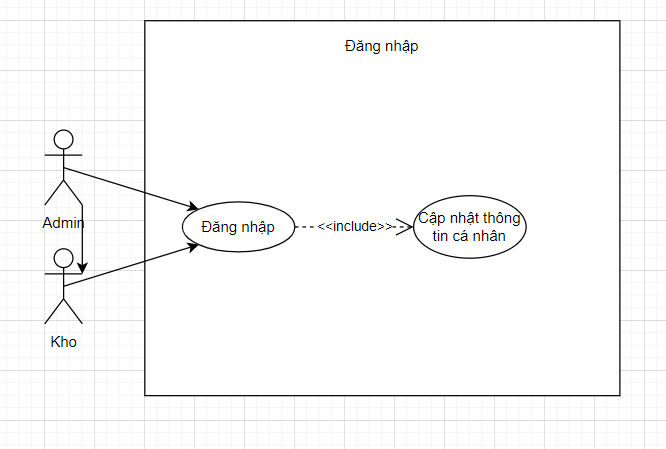 Đăng nhập
Admin
Đăng nhập
<<include>>
Cập nhật thông
tin cá nhân
Kho